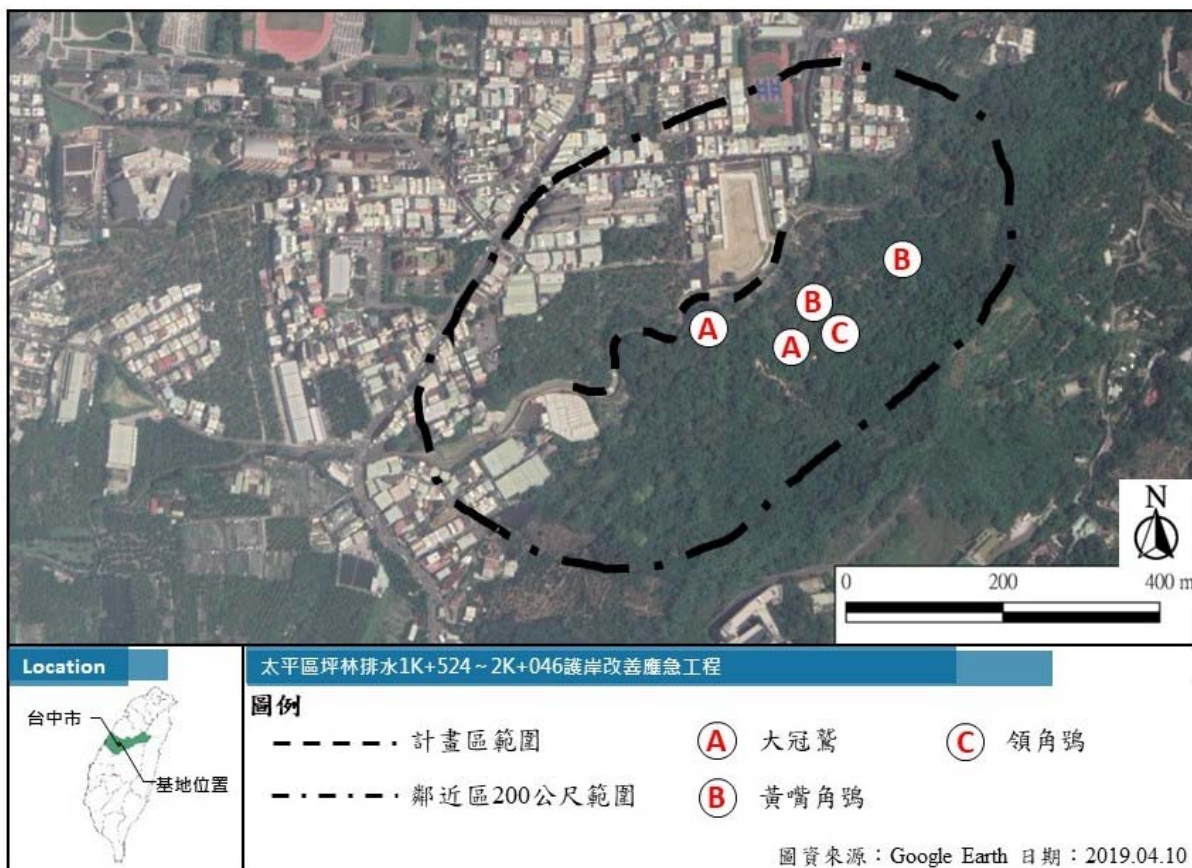 A
B
B
C
A
N
0 200 400 m
Location
台中市
基地位置
太平區坪林排水1K+524～2K+046護岸改善應急工程
圖例
計畫區範圍
鄰近區200公尺範圍
A 大冠鷲
B 黃嘴角鴞
C 領角鴞
圖資來源：Google Earth 日期：2019.04.10